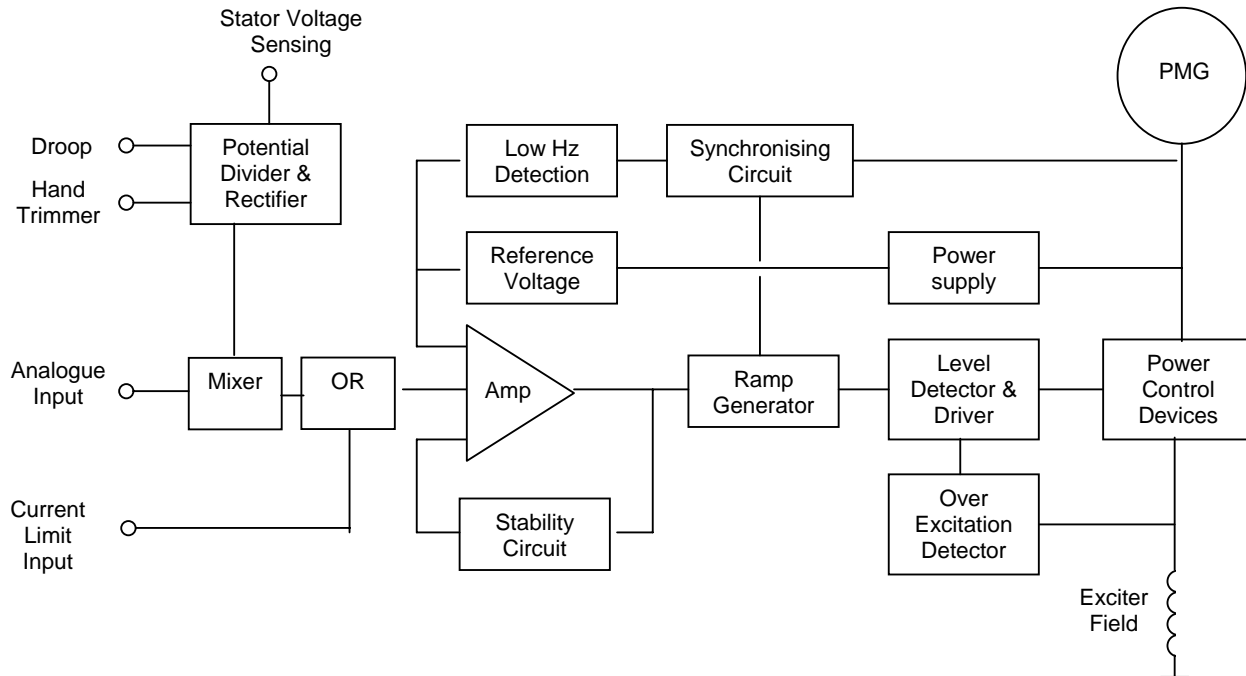 Stator Voltage
Sensing
PMG
Droop
Hand
Trimmer
Potential
Divider &
Rectifier
Low Hz
Detection
Synchronising
Circuit
Reference
Voltage
Power
supply
Analogue
Input
Mixer
OR
Amp
Ramp
Generator
Level
Detector &
Driver
Power
Control
Devices
Current
Limit
Input
Stability
Circuit
Over
Excitation
Detector
Exciter
Field